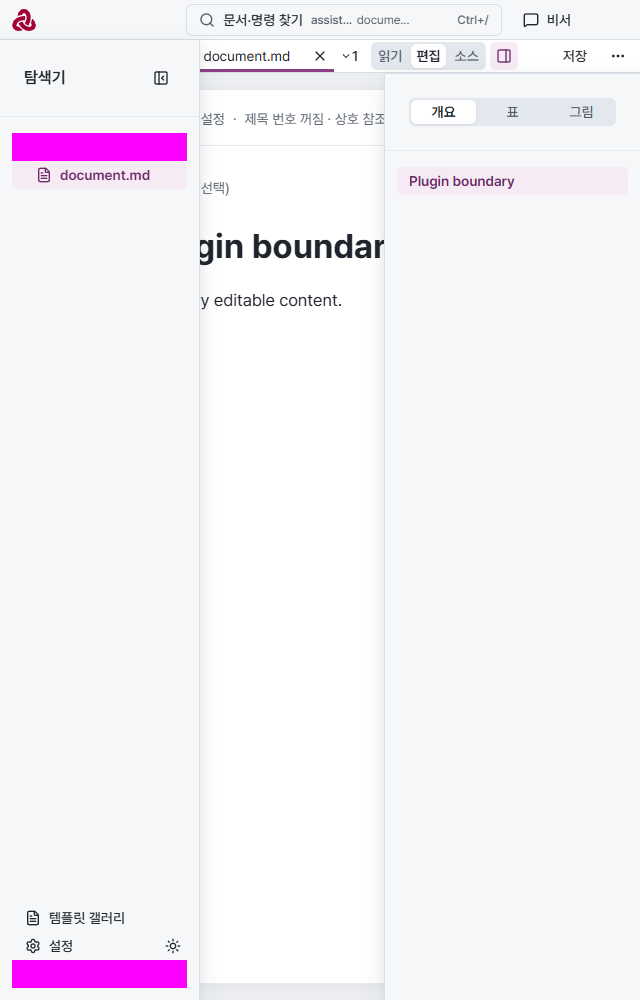 문서·명령 찾기 assist... docume... Ctrl+/ 비서
탐색기
document.md 1 읽기 편집 소스 저장
document.md
템플릿 갤러리
설정
설정 · 제목 번호 꺼짐 · 상호 참조
선택)
gin boundar
y editable content.
개요 표 그림
Plugin boundary